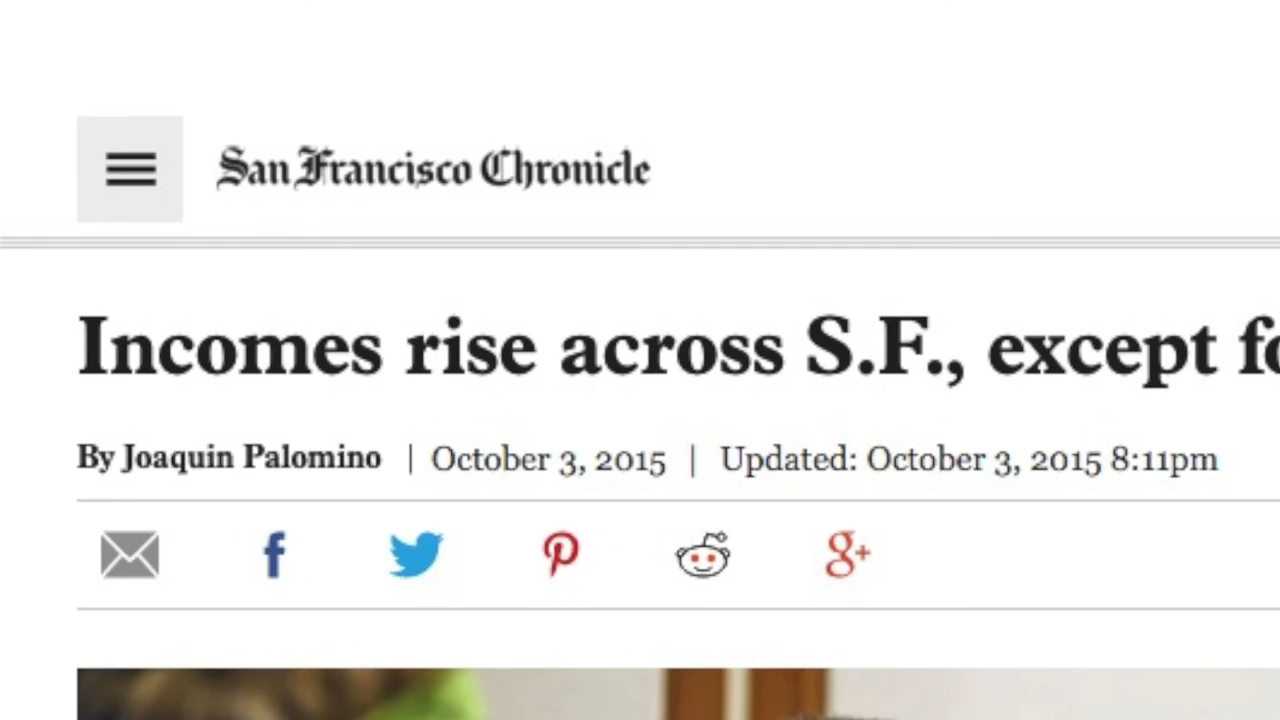 San Francisco Chronicle
Incomes rise across S.F., except
By Joaquin Palomino | October 3, 2015 | Updated: October 3, 2015 8:11pm